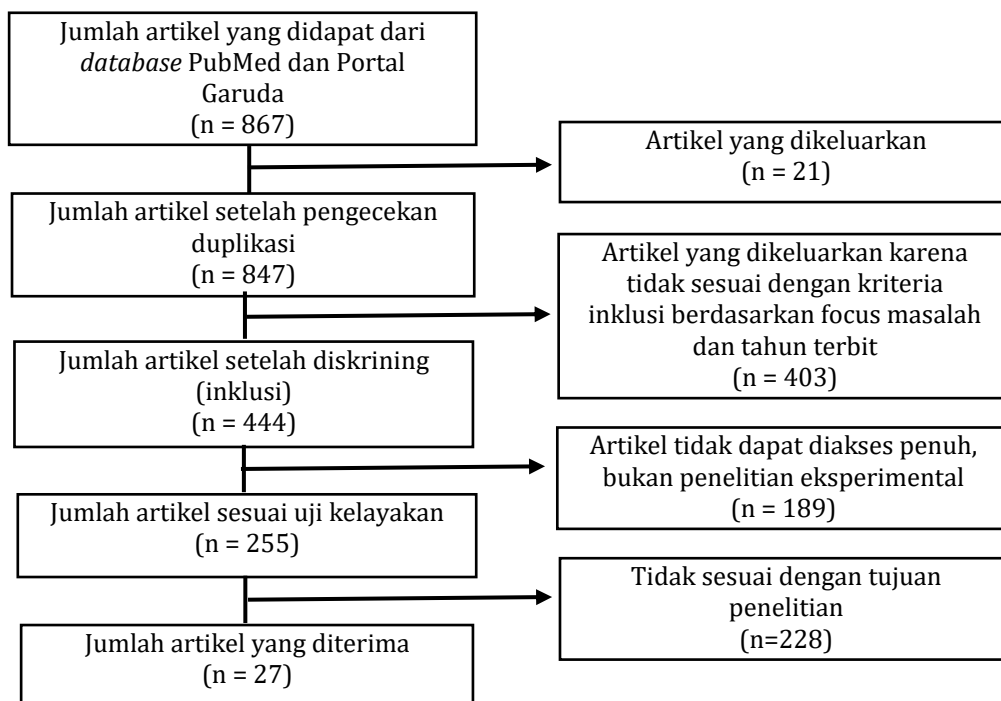 Jumlah artikel yang didapat dari
database PubMed dan Portal
Garuda
(n = 867)
Artikel yang dikeluarkan
(n = 21)
Jumlah artikel setelah pengecekan
duplikasi
(n = 847)
Artikel yang dikeluarkan karena
tidak sesuai dengan kriteria
inklusi berdasarkan focus masalah
dan tahun terbit
(n = 403)
Jumlah artikel setelah diskrining
(inklusi)
(n = 444)
Artikel tidak dapat diakses penuh,
bukan penelitian eksperimental
(n = 189)
Jumlah artikel sesuai uji kelayakan
(n = 255)
Tidak sesuai dengan tujuan
penelitian
(n=228)
Jumlah artikel yang diterima
(n = 27)